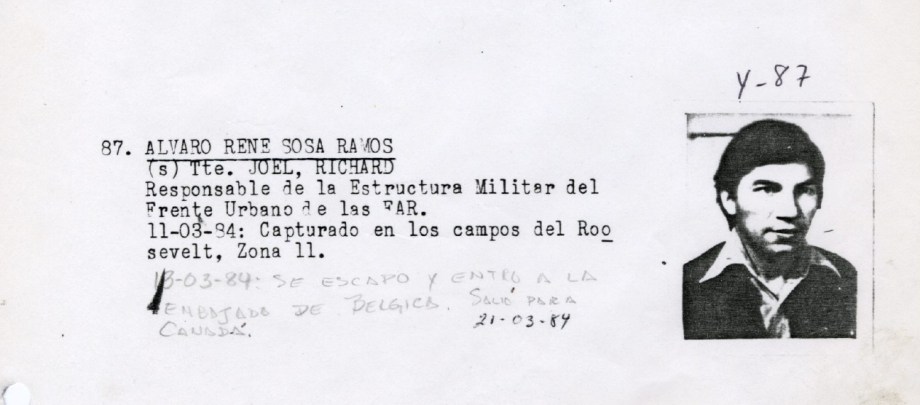 Y-87
87. ALVARO RENE SOSA RAMOS
(s) Tte. JOEL, RICHARD
Responsable de la Estructura Militar del
Frente Urbano de las FAR.
11-03-84: Capturado en los campos del Roo
sevelt, Zona 11.
13-03-84: SE ESCAPO Y ENTRÓ A LA
EMBAJADA DE BELGICA. SALIÓ PARA
CANADÁ. 21-03-84